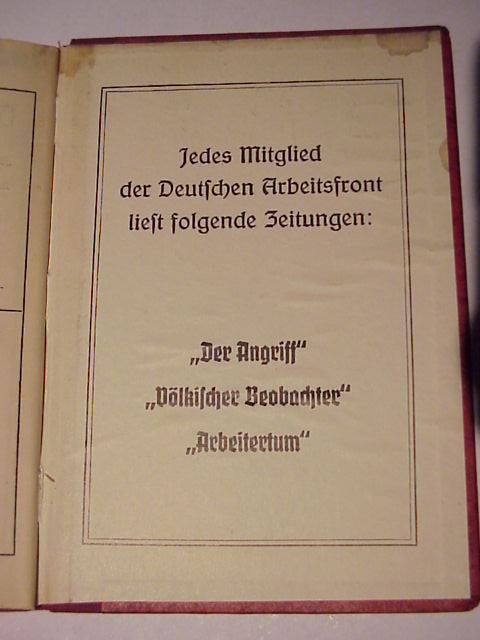 Jedes Mitglied
der Deutſchen Arbeitsfront
lieſt folgende Zeitungen:
„Der Angriff“
„Völkiſcher Beobachter“
„Arbeitertum“